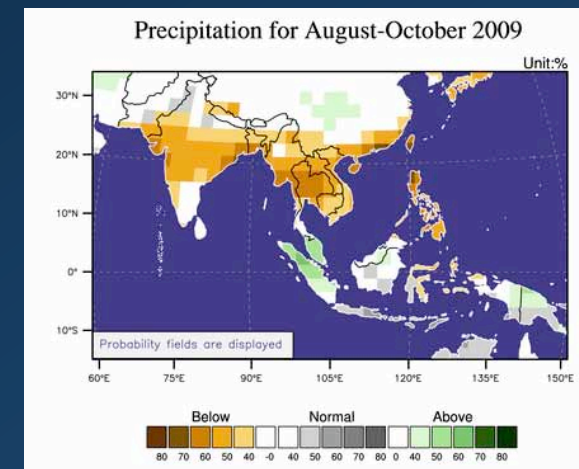 Precipitation for August-October 2009
Unit:%
30°N
20°N
10°N
0°
10°S
Probability fields are displayed
60°E 75°E 90°E 105°E 120°E 135°E 150°E
Below Normal Above
80 70 60 50 40 -0 40 50 60 70 80 0 40 50 60 70 80